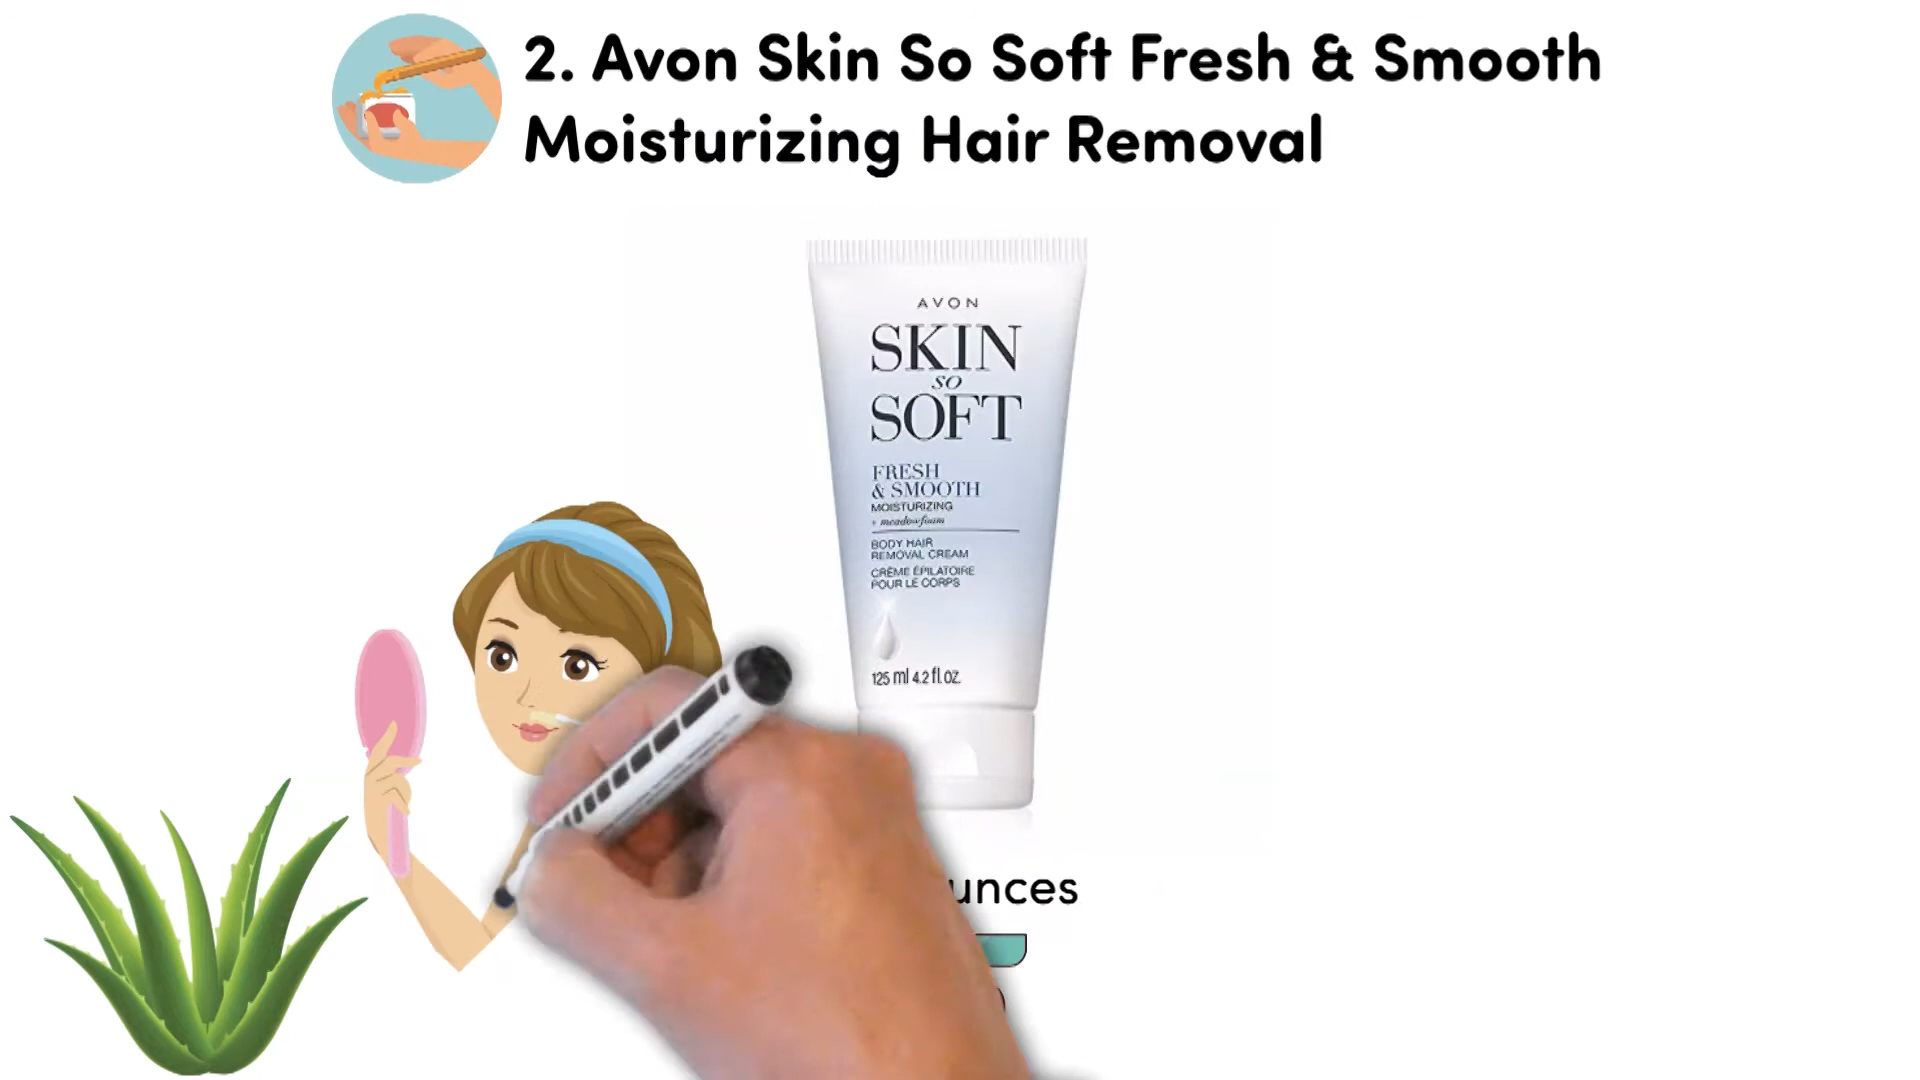 2. Avon Skin So Soft Fresh & Smooth
Moisturizing Hair Removal
AVON
SKIN
so
SOFT
FRESH
& SMOOTH
MOISTURIZING
+ meadowfoam
BODY HAIR
REMOVAL CREAM
CRÈME ÉPILATOIRE
POUR LE CORPS
125 ml 4.2 fl. oz.
unces